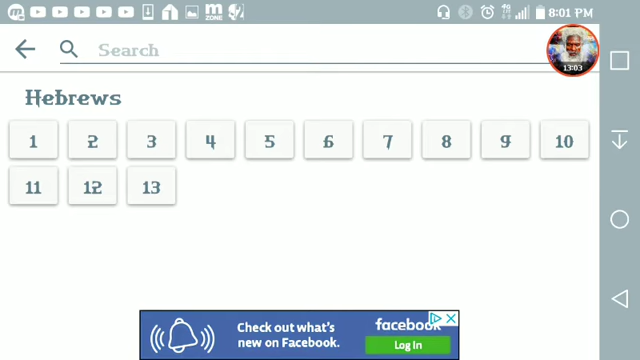 8:01 PM
Search
13:03
Hebrews
1 2 3 4 5 6 7 8 9 10
11 12 13
Check out what's
new on Facebook.
facebook
Log In